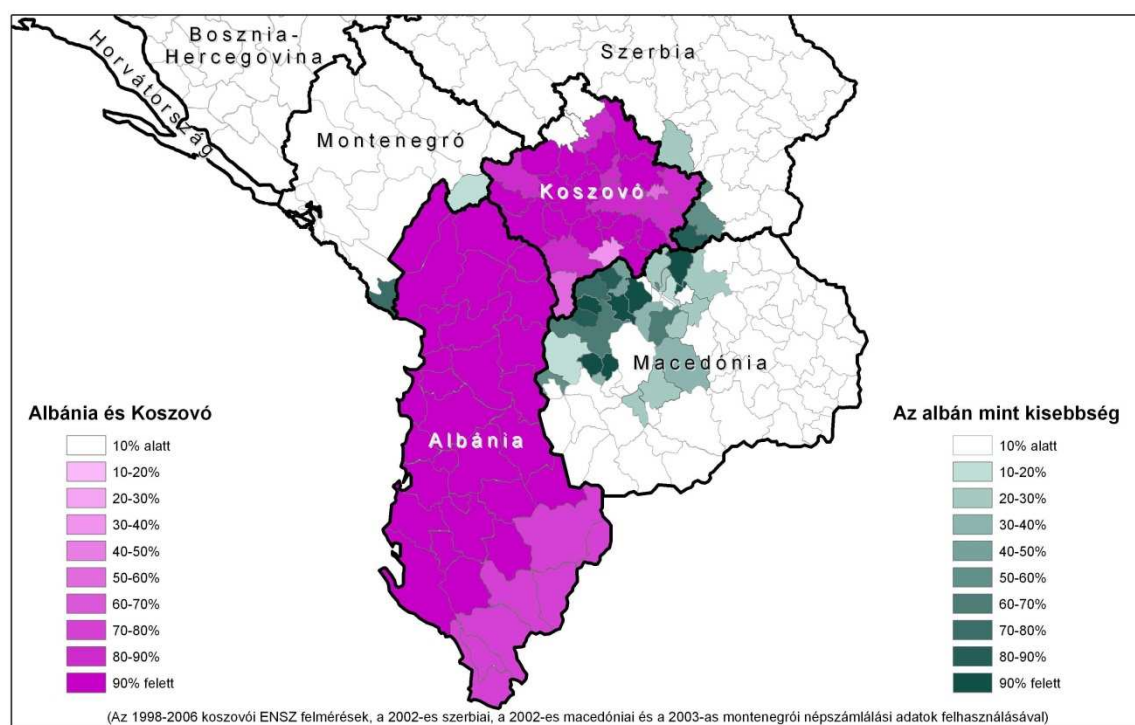 Bosznia-
Hercegovina
Horvátország
Szerbia
Montenegró
Koszovó
Macedónia
Albánia
Albánia és Koszovó
10% alatt
10-20%
20-30%
30-40%
40-50%
50-60%
60-70%
70-80%
80-90%
90% felett
Az albán mint kisebbség
10% alatt
10-20%
20-30%
30-40%
40-50%
50-60%
60-70%
70-80%
80-90%
90% felett
(Az 1998-2006 koszovói ENSZ felmérések, a 2002-es szerbiai, a 2002-es macedóniai és a 2003-as montenegrói népszámlálási adatok felhasználásával)